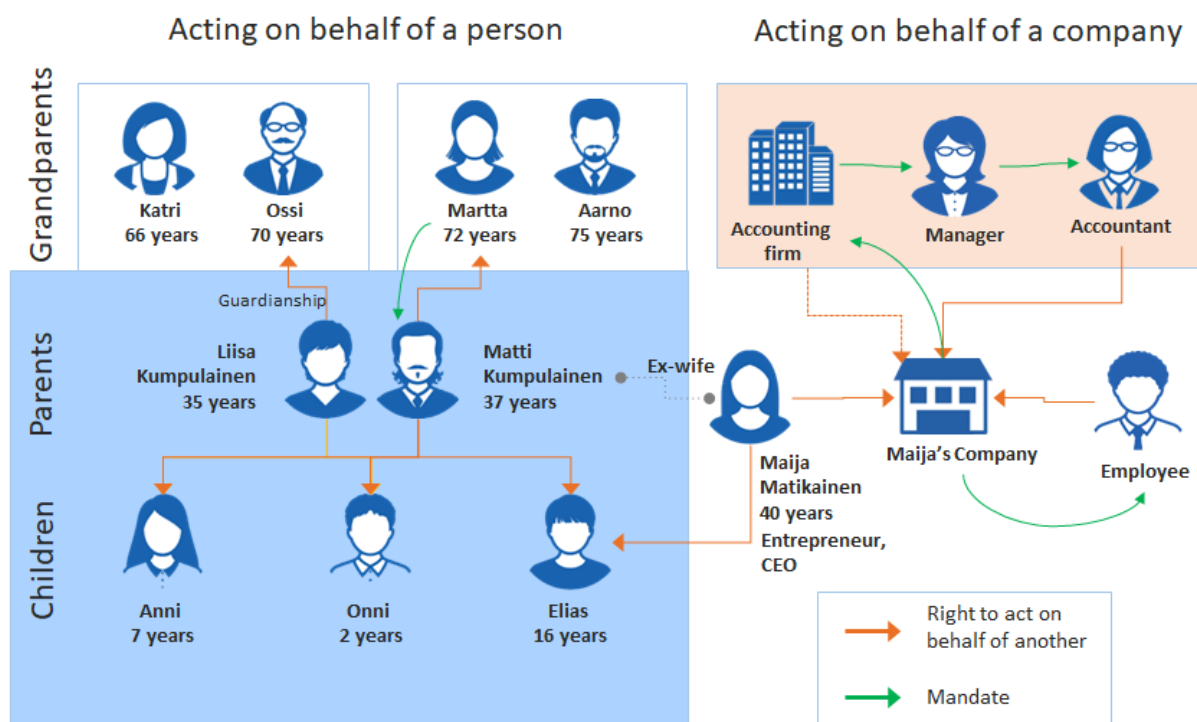 Acting on behalf of a person
Acting on behalf of a company
Grandparents
Katri
66 years
Ossi
70 years
Martta
72 years
Aarno
75 years
Accounting
firm
Manager
Accountant
Parents
Guardianship
Liisa
Kumpulainen
35 years
Matti
Kumpulainen
37 years
Ex-wife
Maija
Matikainen
40 years
Entrepreneur,
CEO
Maija's Company
Employee
Children
Anni
7 years
Onni
2 years
Elias
16 years
Right to act on
behalf of another
Mandate